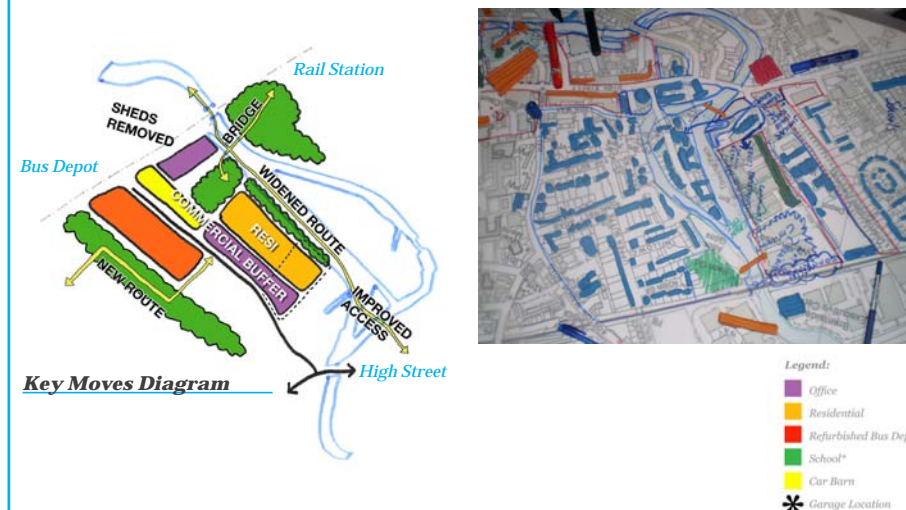 Rail Station
SHEDS
REMOVED
BRIDGE
Bus Depot
WIDENED ROUTE
COMMERCIAL BUFFER
RESI
NEW ROUTE
IMPROVED
ACCESS
High Street
Key Moves Diagram
Legend:
Office
Residential
Refurbished Bus Dep
School*
Car Barn
Garage Location